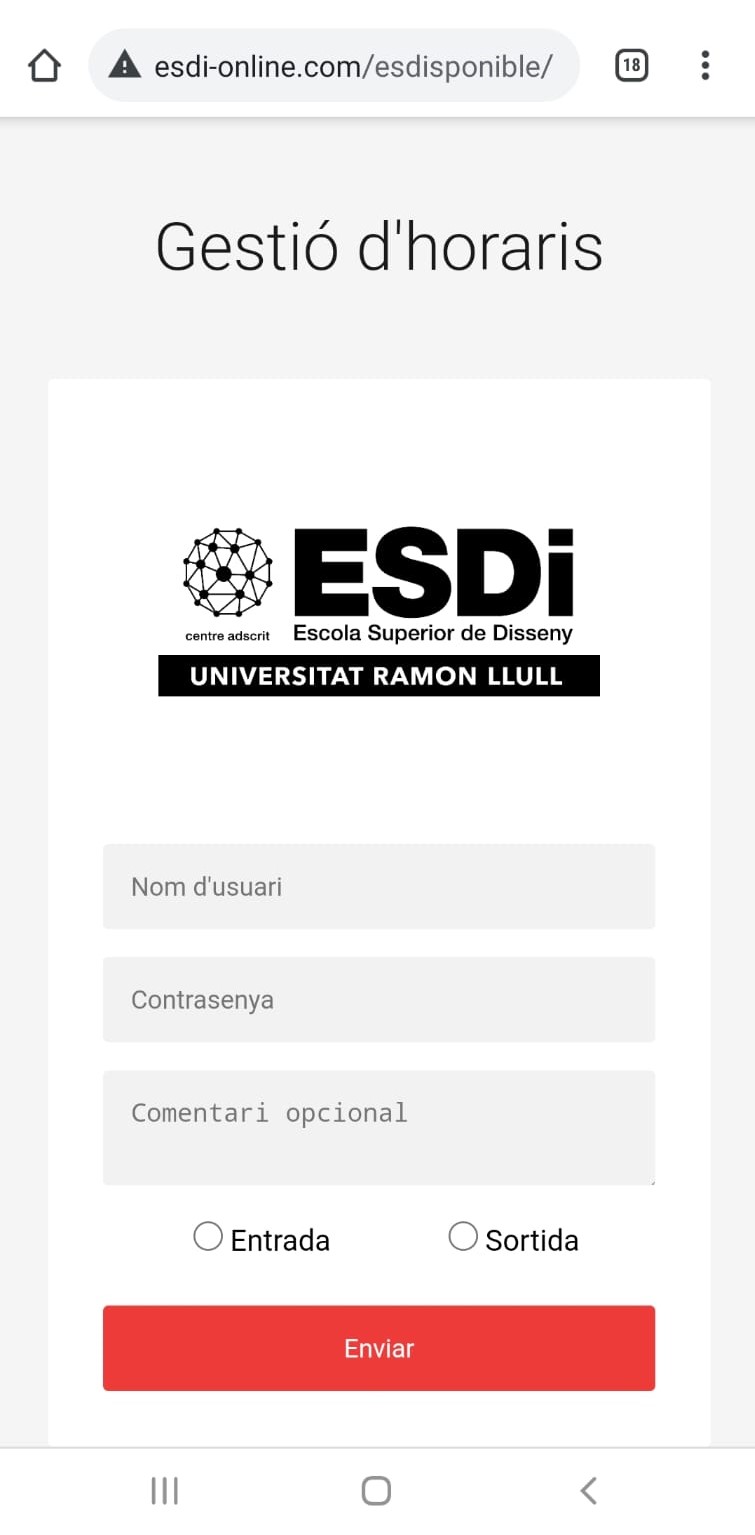 esdi-online.com/esdisponible/
18
Gestió d'horaris
ESDi
centre adscrit
Escola Superior de Disseny
UNIVERSITAT RAMON LLULL
Nom d'usuari
Contrasenya
Comentari opcional
Entrada
Sortida
Enviar